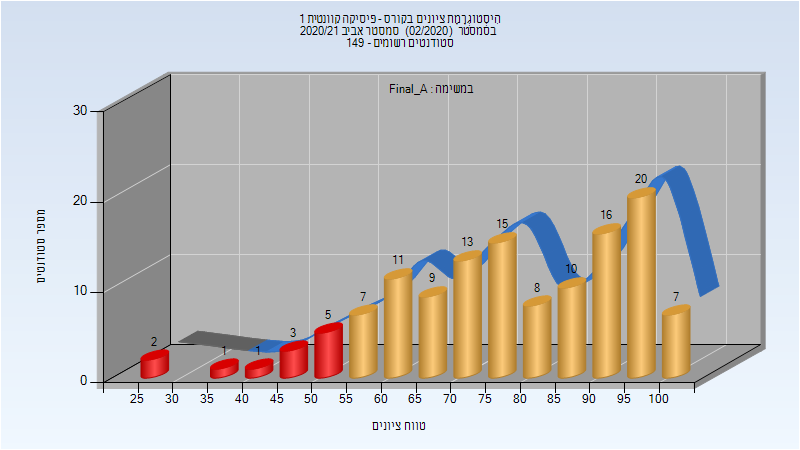 היסטוגרמת ציונים בקורס - פיסיקה קוונטית 1
בסמסטר (02/2020) סמסטר אביב 2020/21
סטודנטים רשומים - 149
במשימה : Final_A
30
20
10
0
מספר סטודנטים
2
1
1
3
5
7
11
9
13
15
8
10
16
20
7
25 30 35 40 45 50 55 60 65 70 75 80 85 90 95 100
טווח ציונים